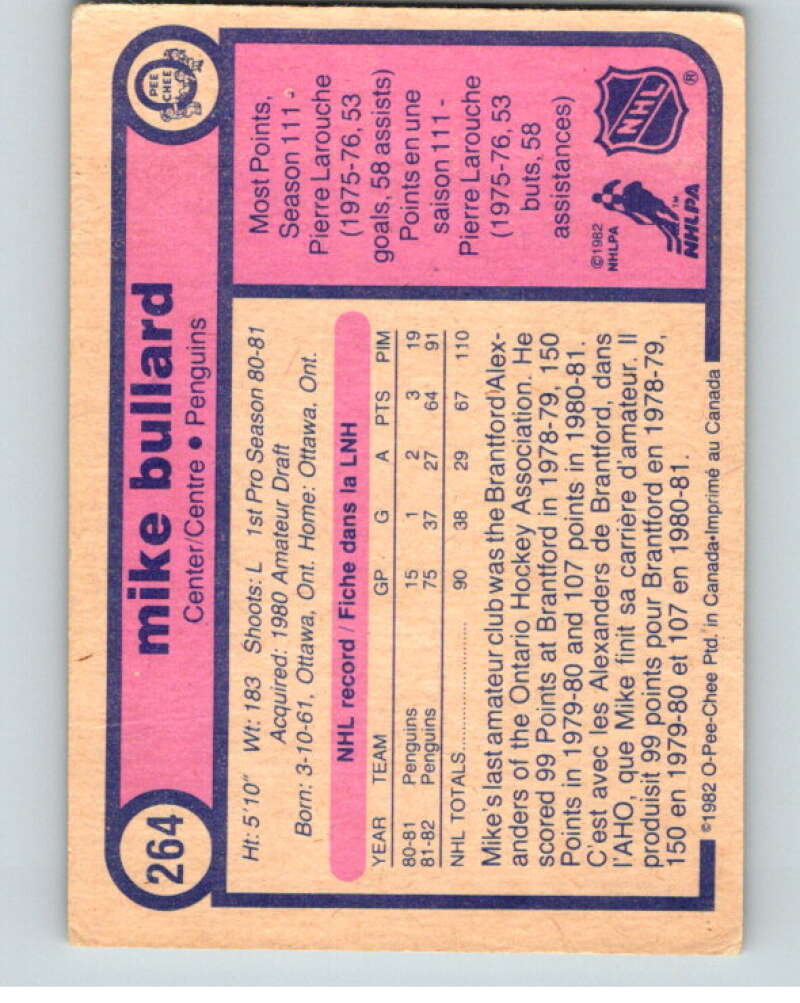 264
mike bullard
Center/Centre • Penguins
O
PEE
CHEE
Ht: 5'10" Wt: 183 Shoots: L 1st Pro Season 80-81
Acquired: 1980 Amateur Draft
Born: 3-10-61, Ottawa, Ont. Home: Ottawa, Ont.
NHL record / Fiche dans la LNH
YEAR TEAM GP G A PTS PIM
80-81 Penguins 15 1 2 3 19
81-82 Penguins 75 37 27 64 91
NHL TOTALS........................ 90 38 29 67 110
Mike's last amateur club was the Brantford Alex-
anders of the Ontario Hockey Association. He
scored 99 Points at Brantford in 1978-79, 150
Points in 1979-80 and 107 points in 1980-81.
C'est avec les Alexanders de Brantford, dans
l'AHO, que Mike finit sa carrière d'amateur. Il
produisit 99 points pour Brantford en 1978-79,
150 en 1979-80 et 107 en 1980-81.
©1982 O-Pee-Chee Ptd. in Canada•Imprimé au Canada
Most Points,
Season 111 -
Pierre Larouche
(1975-76, 53
goals, 58 assists)
Points en une
saison 111 -
Pierre Larouche
(1975-76, 53
buts, 58
assistances)
©1982
NHLPA
NHLPA™
NHL®